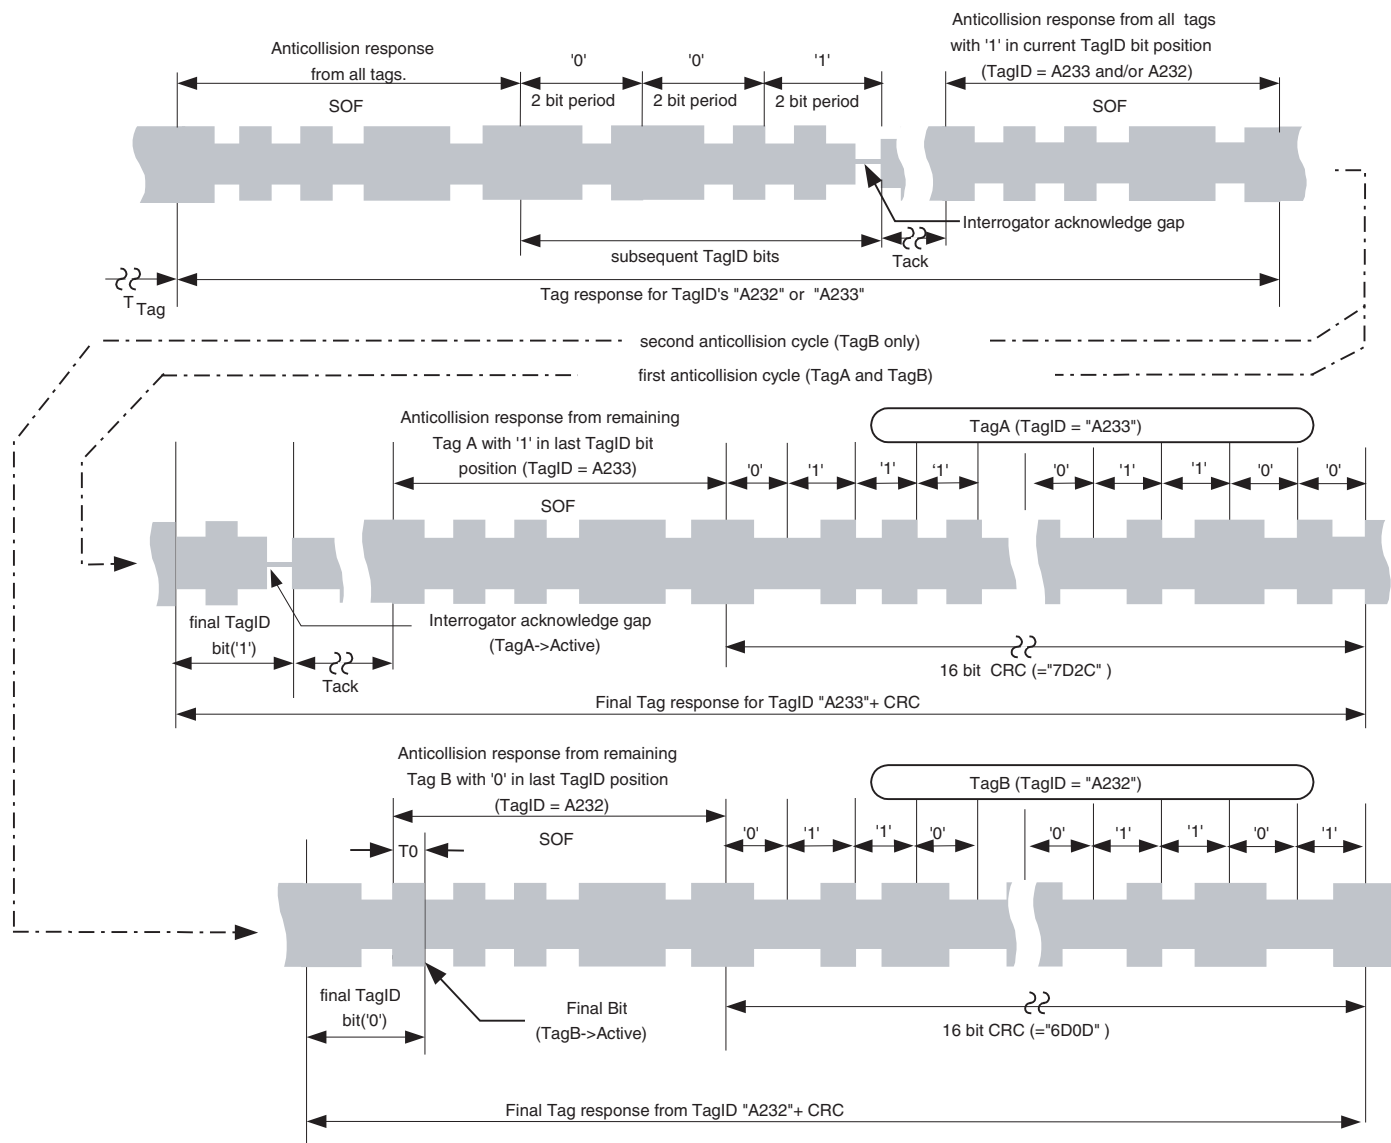 Anticollision response
from all tags.
'0'
'0'
'1'
Anticollision response from all tags
with '1' in current TagID bit position
(TagID = A233 and/or A232)
SOF
2 bit period
2 bit period
2 bit period
SOF
Interrogator acknowledge gap
subsequent TagID bits
Tack
T Tag
Tag response for TagID's "A232" or "A233"
second anticollision cycle (TagB only)
first anticollision cycle (TagA and TagB)
Anticollision response from remaining
Tag A with '1' in last TagID bit
position (TagID = A233)
TagA (TagID = "A233")
'0'
'1'
'1'
'1'
'0'
'1'
'1'
'0'
'0'
SOF
final TagID
bit('1')
Interrogator acknowledge gap
(TagA->Active)
Tack
16 bit CRC (="7D2C" )
Final Tag response for TagID "A233"+ CRC
Anticollision response from remaining
Tag B with '0' in last TagID position
(TagID = A232)
TagB (TagID = "A232")
T0
SOF
'0'
'1'
'1'
'0'
'0'
'1'
'1'
'0'
'1'
final TagID
bit('0')
Final Bit
(TagB->Active)
16 bit CRC (="6D0D" )
Final Tag response from TagID "A232"+ CRC